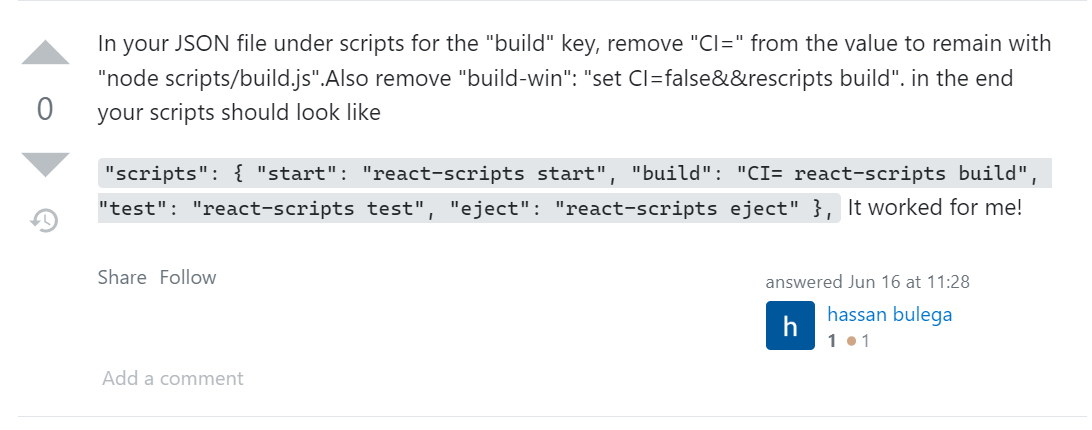 In your JSON file under scripts for the "build" key, remove "CI=" from the value to remain with
"node scripts/build.js".Also remove "build-win": "set CI=false&&rescripts build". in the end
0
your scripts should look like
"scripts": { "start": "react-scripts start", "build": "CI= react-scripts build",
"test": "react-scripts test", "eject": "react-scripts eject" }, It worked for me!
Share Follow
answered Jun 16 at 11:28
h
hassan bulega
1 ● 1
Add a comment